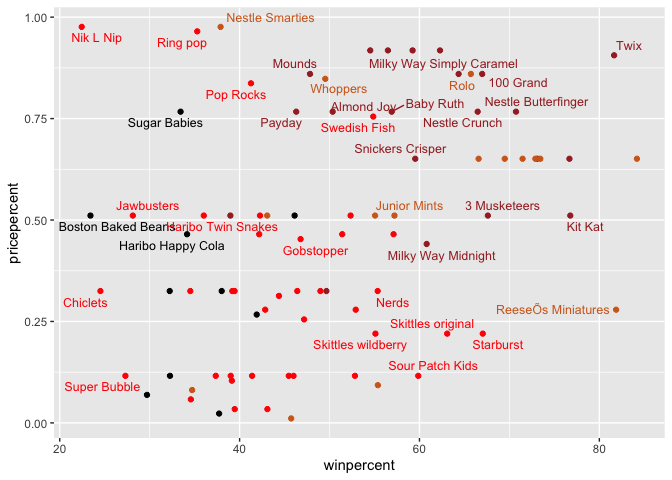 1.00
0.75
0.50
0.25
0.00
pricepercent
Nestle Smarties
Nik L Nip
Ring pop
Twix
Mounds
Milky Way Simply Caramel
Whoppers
Rolo
100 Grand
Pop Rocks
Almond Joy
Baby Ruth
Nestle Butterfinger
Sugar Babies
Payday
Swedish Fish
Nestle Crunch
Snickers Crisper
Jawbusters
Junior Mints
3 Musketeers
Boston Baked Beans
Haribo Twin Snakes
Kit Kat
Haribo Happy Cola
Gobstopper
Milky Way Midnight
Chiclets
Nerds
ReeseÕs Miniatures
Skittles original
Skittles wildberry
Starburst
Sour Patch Kids
Super Bubble
20
40
60
80
winpercent